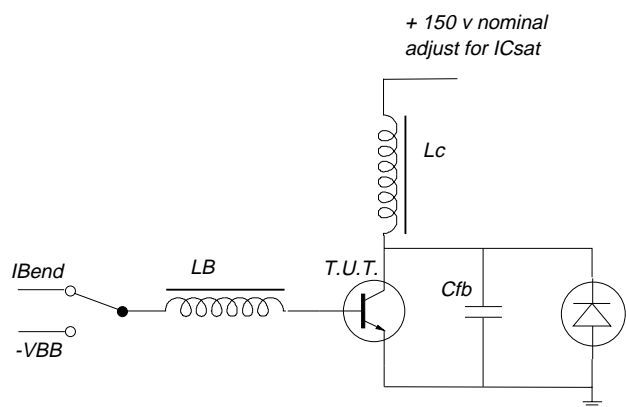 + 150 v nominal
adjust for ICsat
Lc
IBend
LB
T.U.T.
Cfb
-VBB